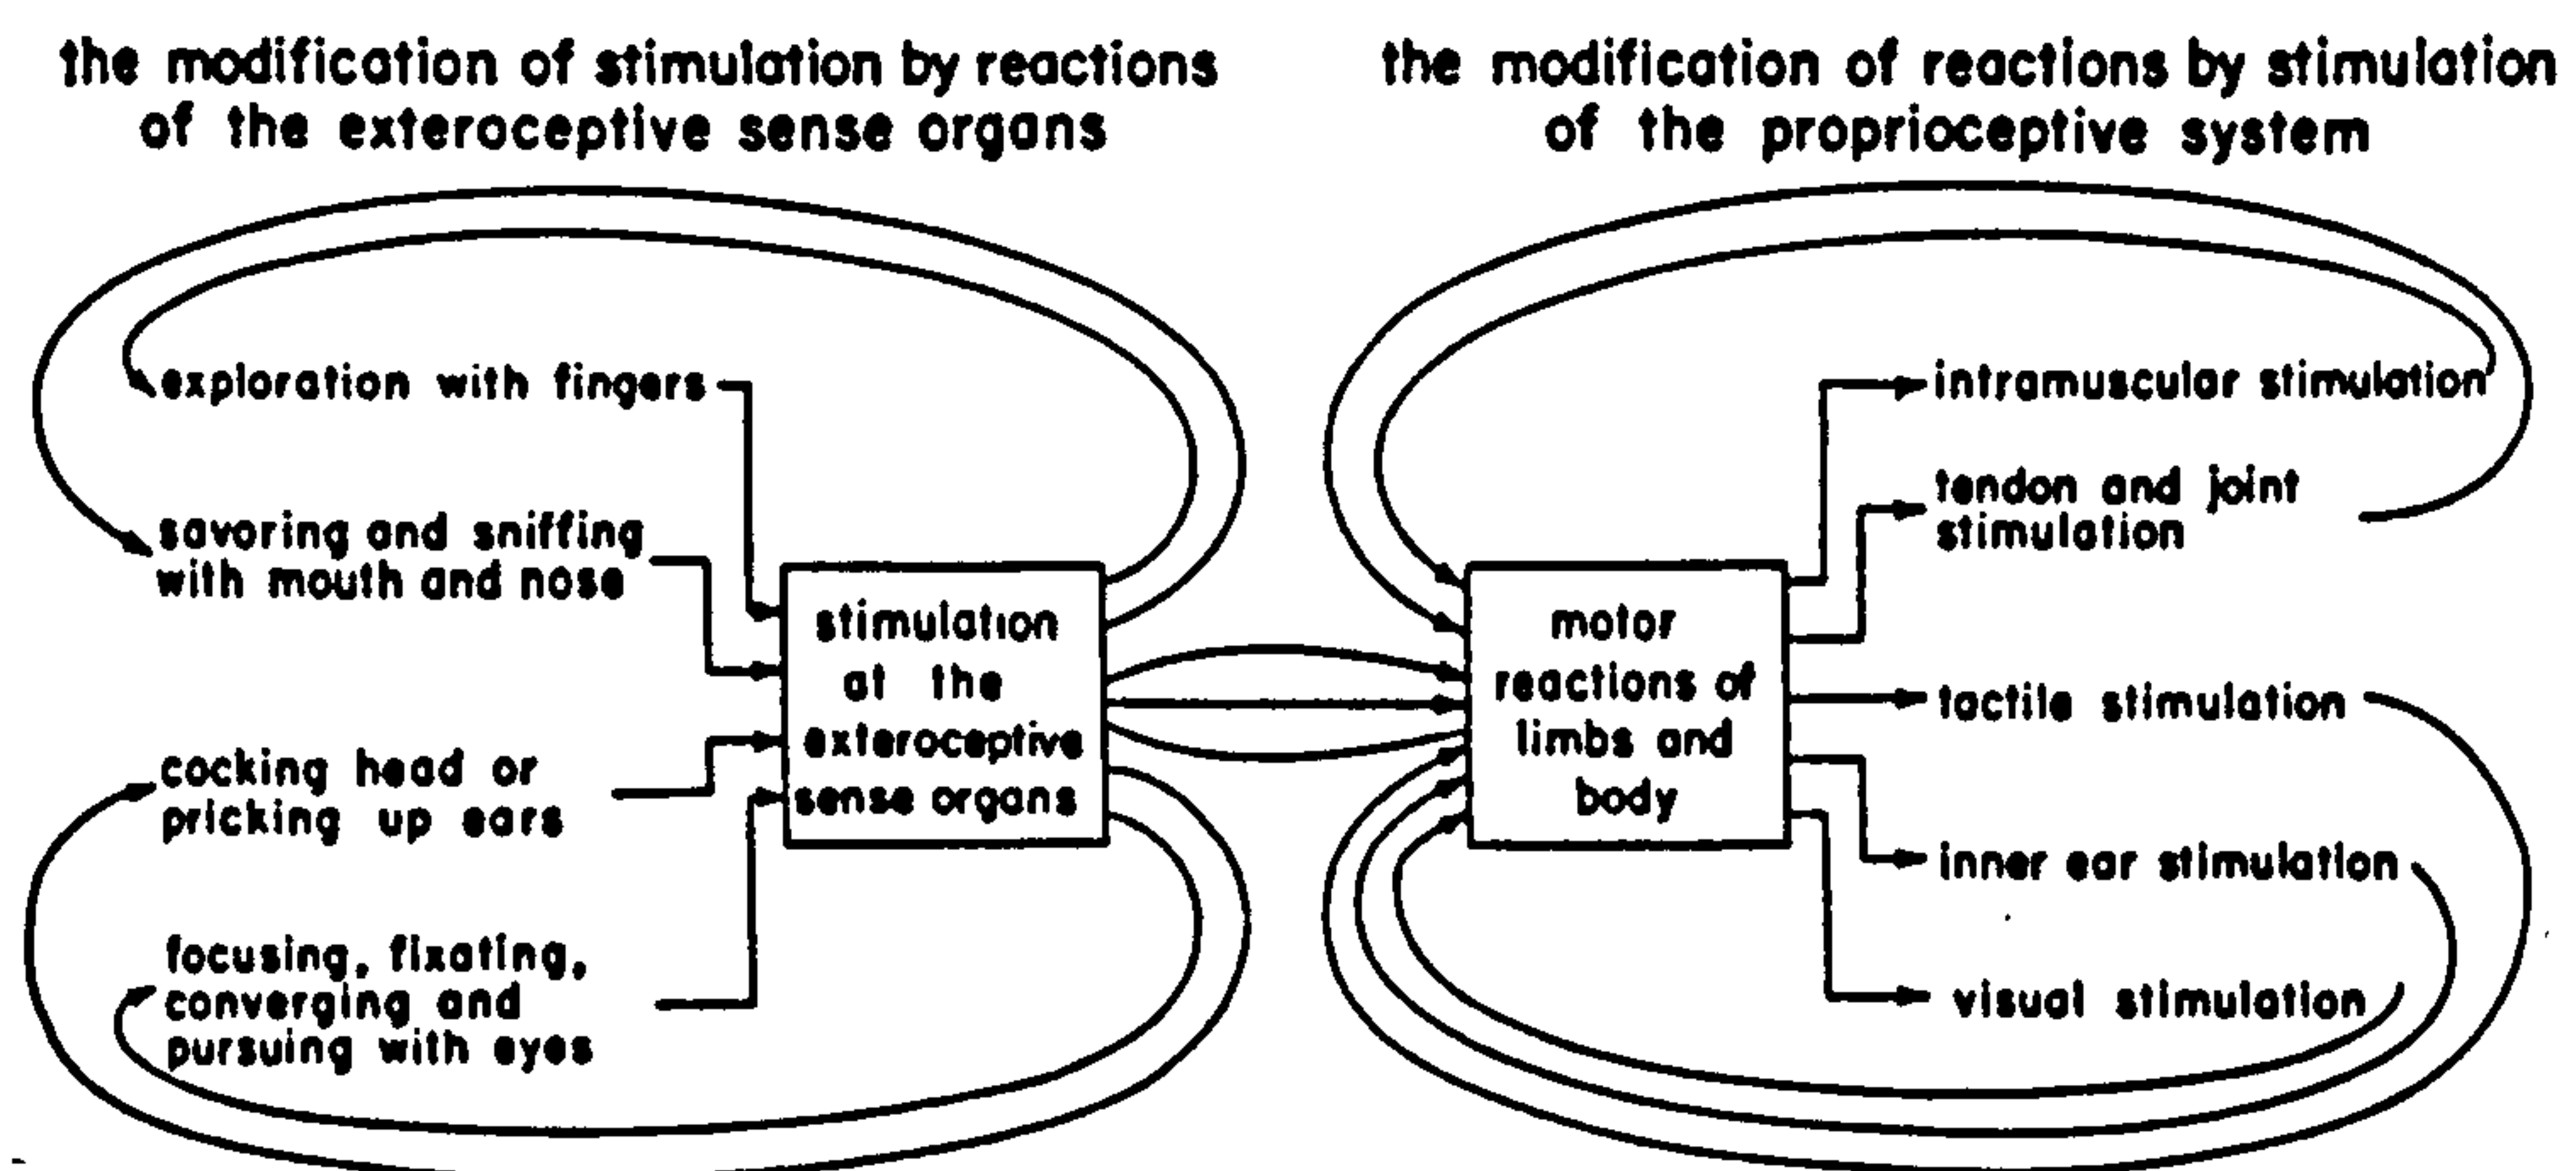 the modification of stimulation by reactions
of the exteroceptive sense organs
exploration with fingers
savoring and sniffing
with mouth and nose
cocking head or
pricking up ears
focusing, fixating,
converging and
pursuing with eyes
stimulation
at the
exteroceptive
sense organs
the modification of reactions by stimulation
of the proprioceptive system
motor
reactions of
limbs and
body
intramuscular stimulation
tendon and joint
stimulation
tactile stimulation
inner ear stimulation
visual stimulation